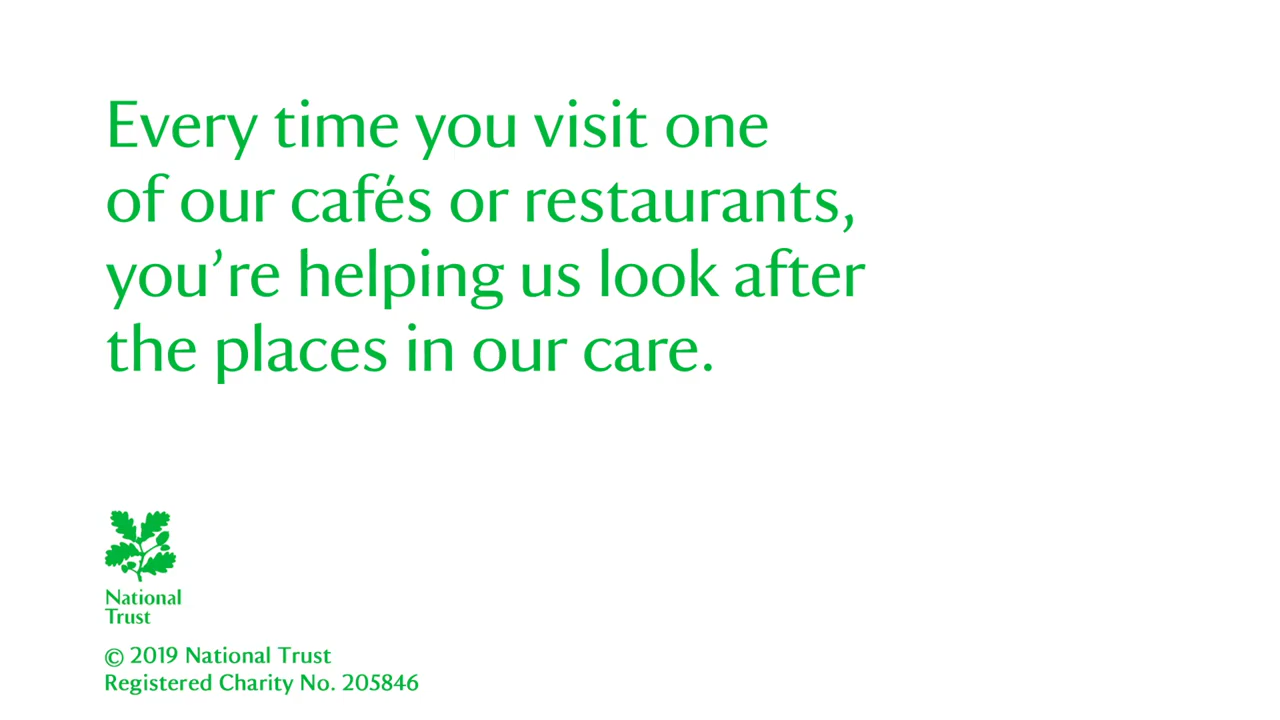 Every time you visit one
of our cafés or restaurants,
you’re helping us look after
the places in our care.
National
Trust
© 2019 National Trust
Registered Charity No. 205846